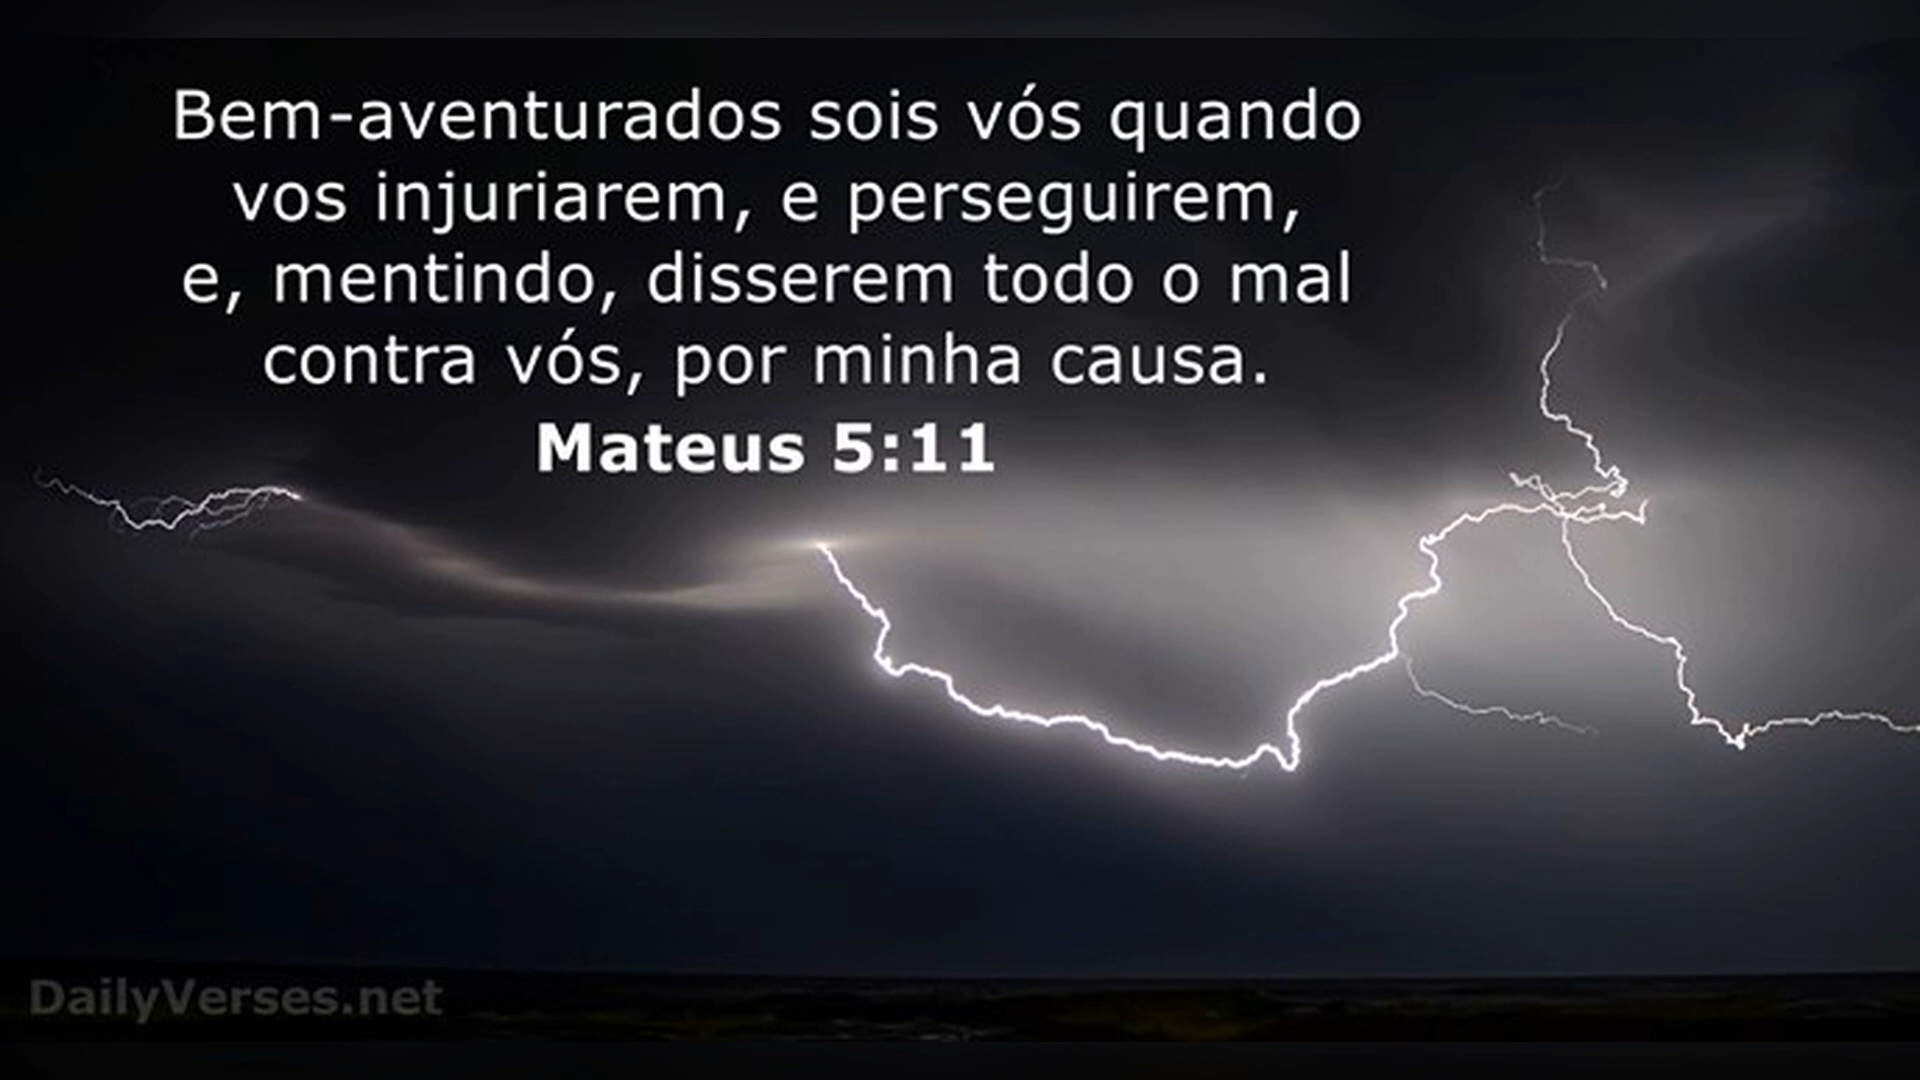 Bem-aventurados sois vós quando
vos injuriarem, e perseguirem,
e, mentindo, disserem todo o mal
contra vós, por minha causa.
Mateus 5:11
DailyVerses.net